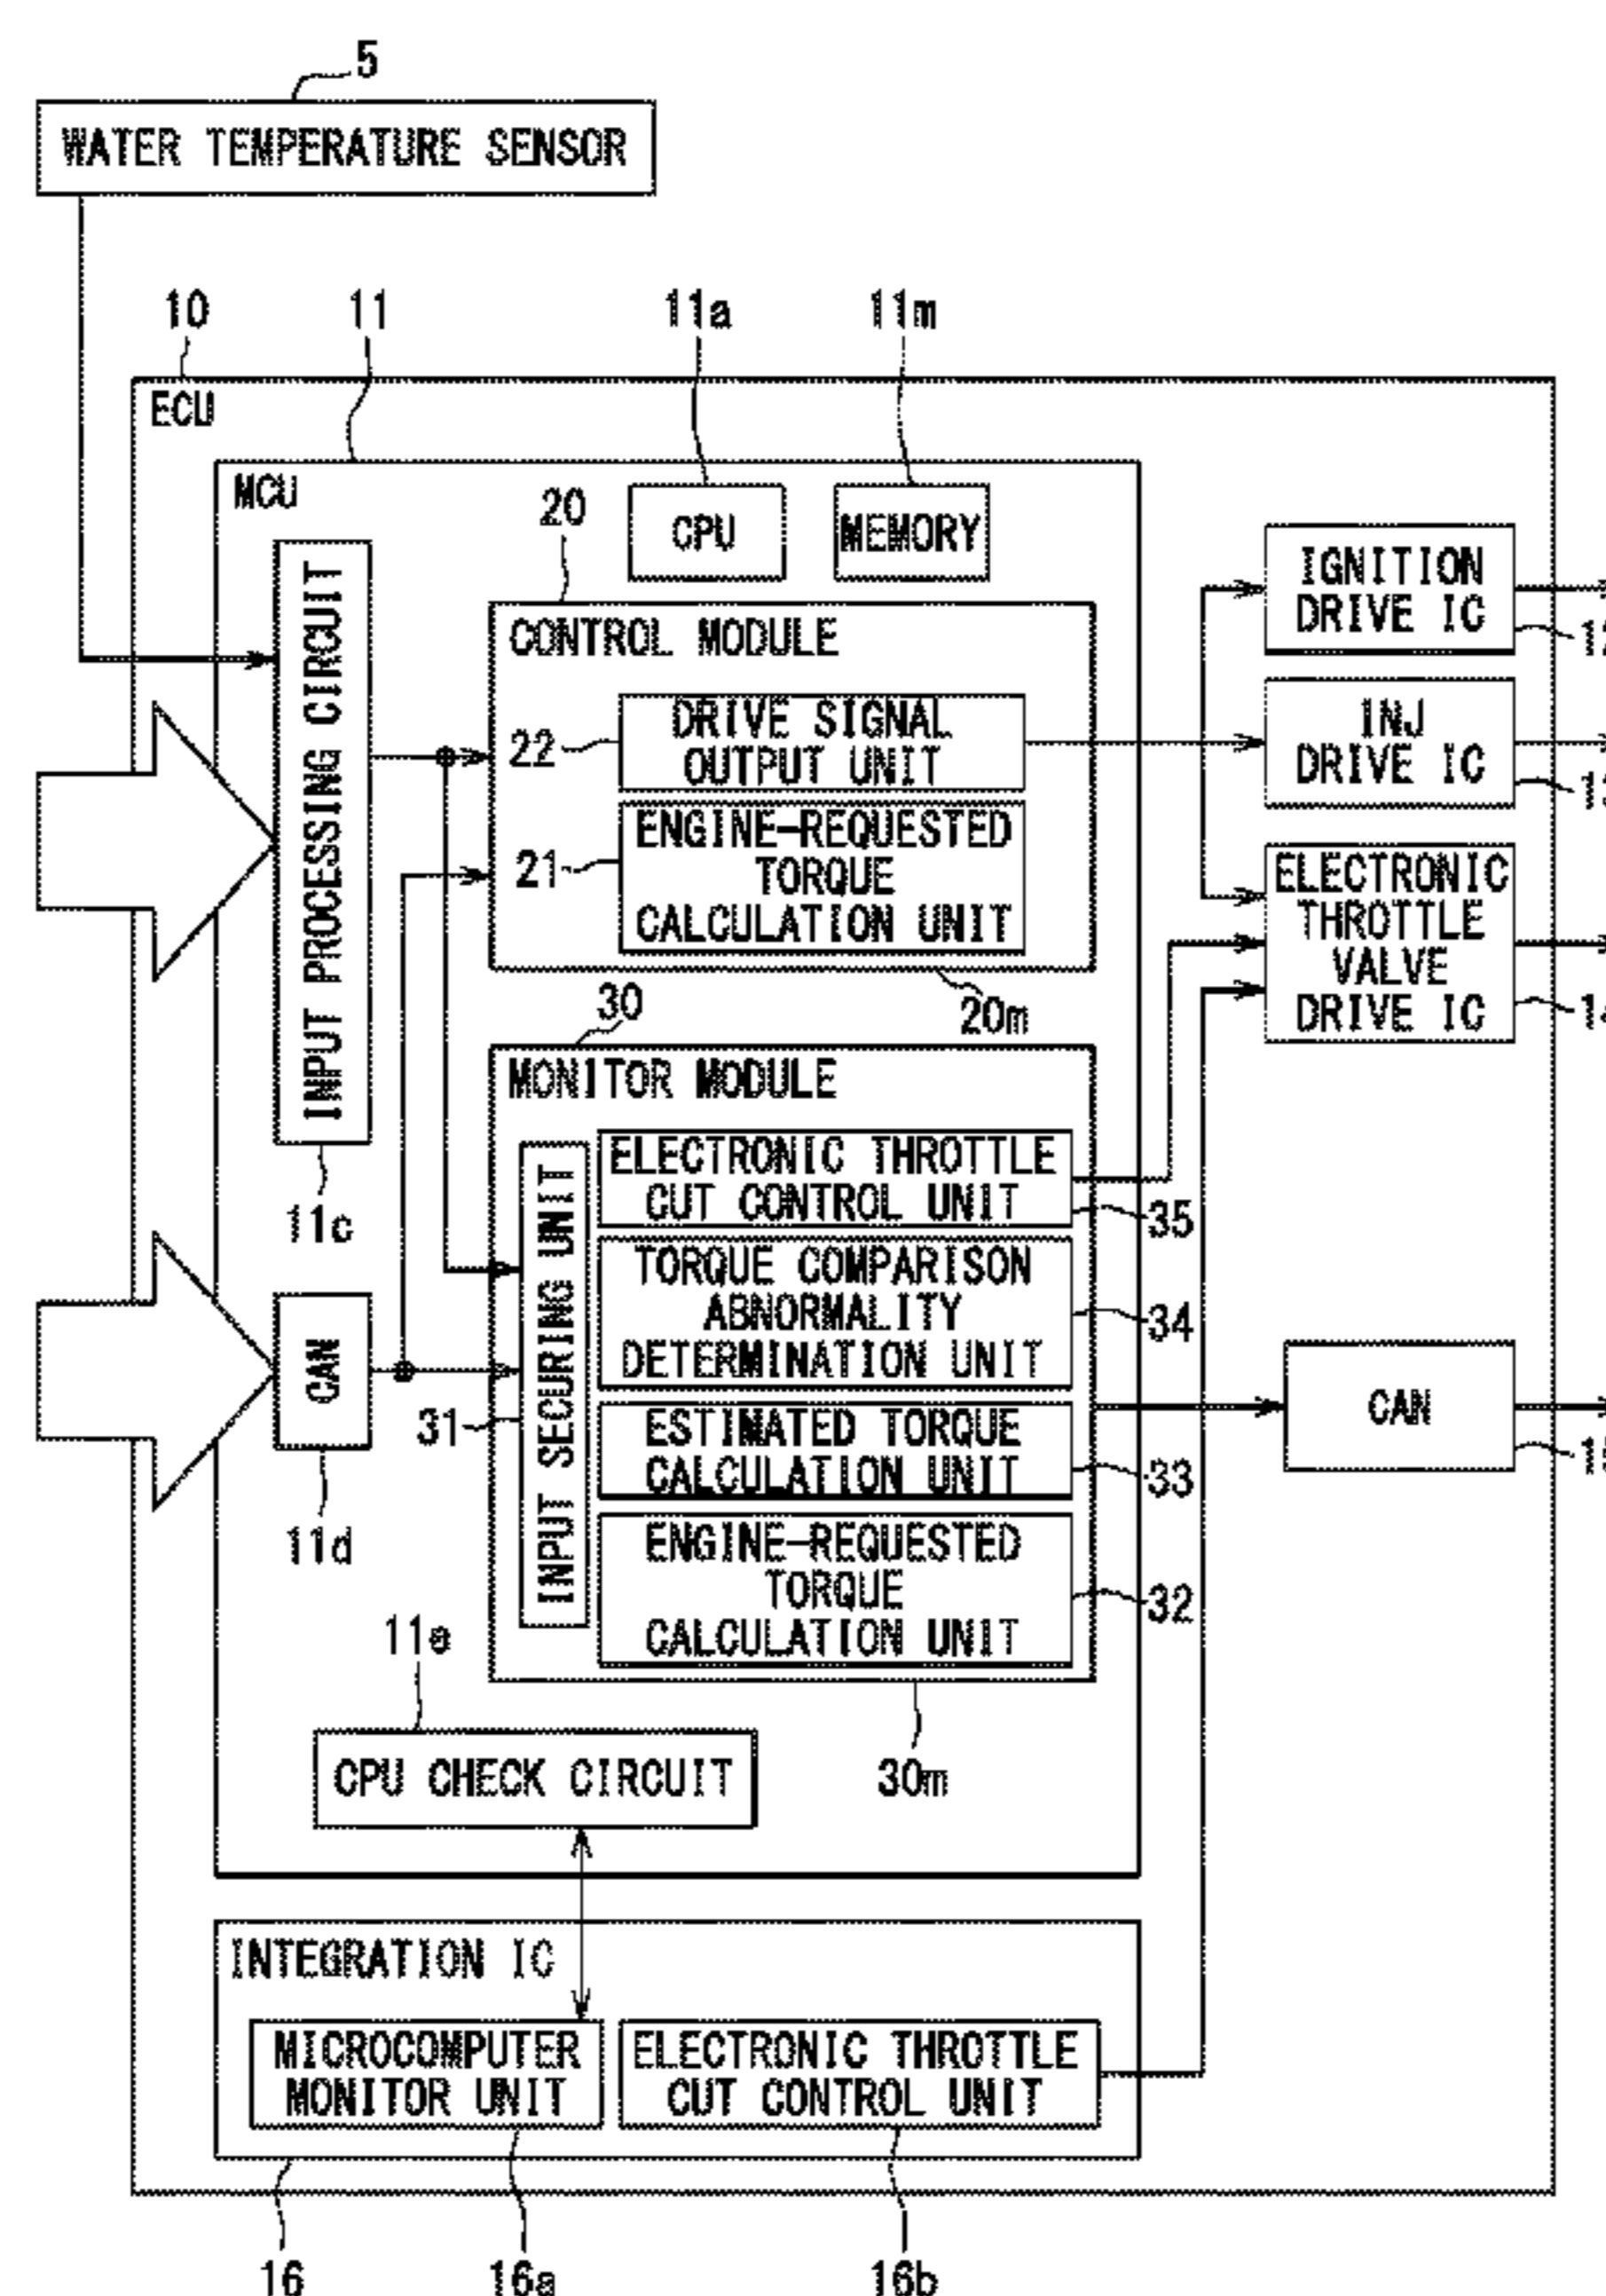 5
WATER TEMPERATURE SENSOR
10
11
11a
11m
ECU
MCU
20
CPU
MEMORY
INPUT PROCESSING CIRCUIT
11c
CONTROL MODULE
22
DRIVE SIGNAL
OUTPUT UNIT
21
ENGINE-REQUESTED
TORQUE
CALCULATION UNIT
20m
IGNITION
DRIVE IC
INJ
DRIVE IC
ELECTRONIC
THROTTLE
VALVE
DRIVE IC
30
MONITOR MODULE
INPUT SECURING UNIT
31
ELECTRONIC THROTTLE
CUT CONTROL UNIT
35
TORQUE COMPARISON
ABNORMALITY
DETERMINATION UNIT
34
ESTIMATED TORQUE
CALCULATION UNIT
33
ENGINE-REQUESTED
TORQUE
CALCULATION UNIT
32
30m
CAN
11d
CAN
11e
CPU CHECK CIRCUIT
INTEGRATION IC
MICROCOMPUTER
MONITOR UNIT
ELECTRONIC THROTTLE
CUT CONTROL UNIT
16
16a
16b